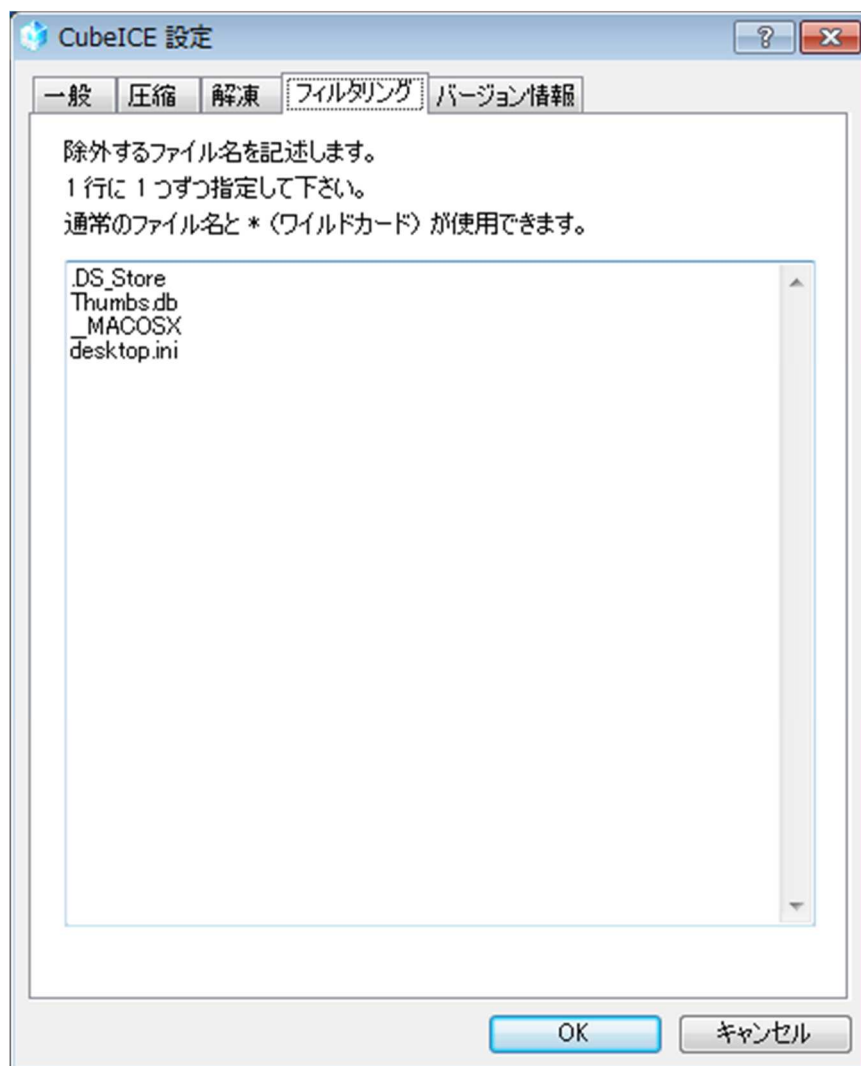 CubeICE 設定
一般 圧縮 解凍 フィルタリング バージョン情報
除外するファイル名を記述します。
1 行に 1 つずつ指定して下さい。
通常のファイル名と * (ワイルドカード) が使用できます。
.DS_Store
Thumbs.db
__MACOSX
desktop.ini
OK キャンセル